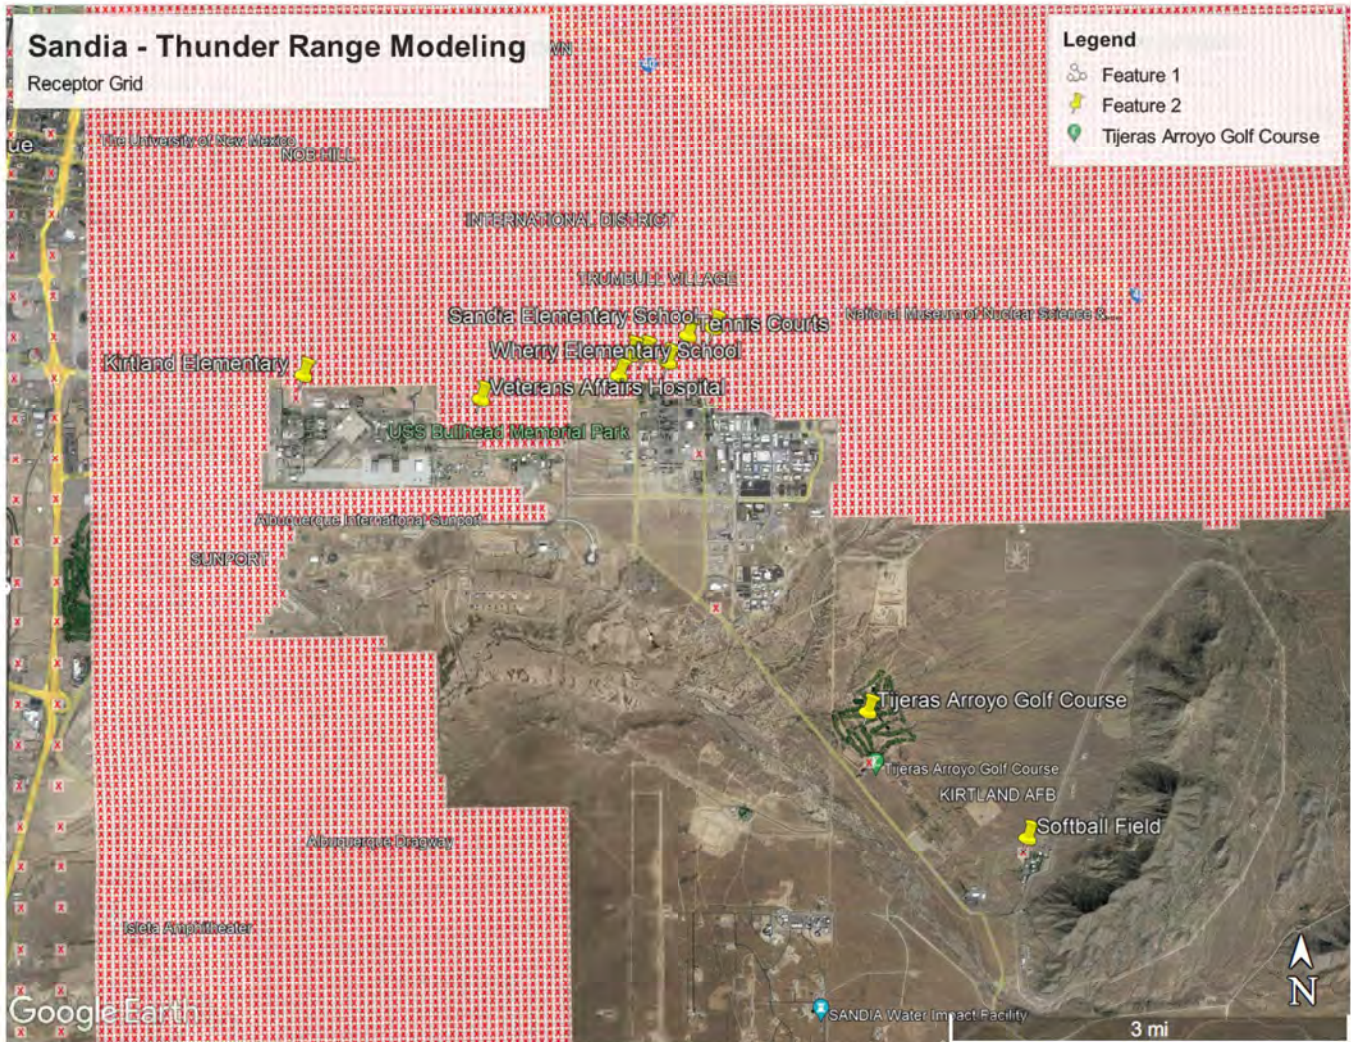 Sandia - Thunder Range Modeling
Receptor Grid
Legend
Feature 1
Feature 2
Tijeras Arroyo Golf Course
WN
40
ue
The University of New Mexico
NOB HILL
INTERNATIONAL DISTRICT
TRUMBULL VILLAGE
National Museum of Nuclear Science &...
Sandia Elementary School
Tennis Courts
Wherry Elementary School
Kirtland Elementary
Veterans Affairs Hospital
USS Bullhead Memorial Park
Albuquerque International Sunport
SUNPORT
Tijeras Arroyo Golf Course
Tijeras Arroyo Golf Course
KIRTLAND AFB
Softball Field
Albuquerque Dragway
Isleta Amphitheater
Google Earth
SANDIA Water Impact Facility
N
3 mi